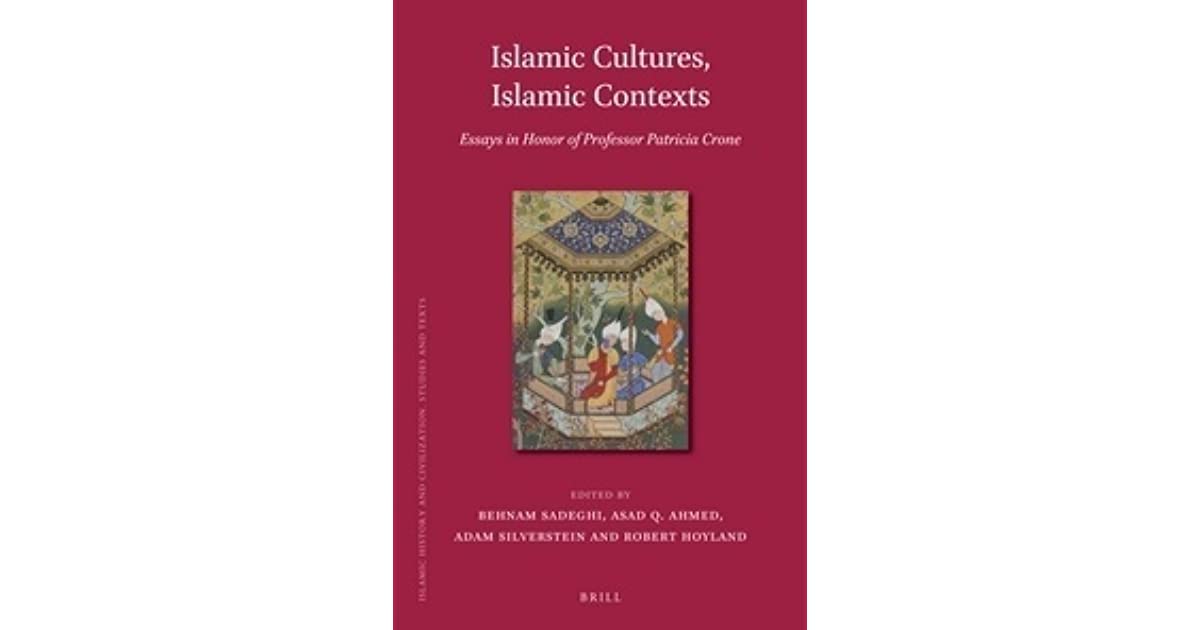 Islamic Cultures,
Islamic Contexts
Essays in Honor of Professor Patricia Crone
ISLAMIC HISTORY AND CIVILIZATION. STUDIES AND TEXTS
EDITED BY
BEHNAM SADEGHI, ASAD Q. AHMED,
ADAM SILVERSTEIN AND ROBERT HOYLAND
BRILL